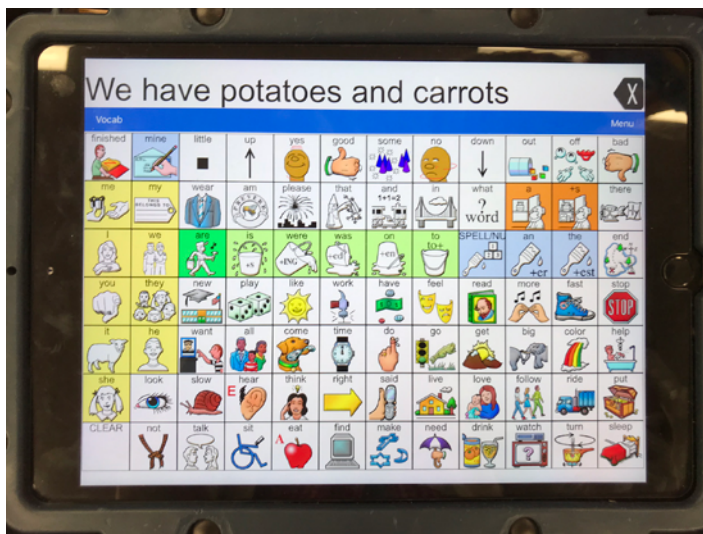 We have potatoes and carrots X
Vocab Menu
finished mine little up yes good some no down out off bad
me my wear am please that and in what a +s there
THIS BELONGS TO 1+1=2 ? word
I we are is were was on to SPELL/NU an the end
+s +ING +ed +en to+ +er +est
you they new play like work have feel read more fast stop
STOP
it he want all come time do go get big color help
she look slow hear think right said live love follow ride put
E
CLEAR not talk sit eat find make need drink watch turn sleep
A ?